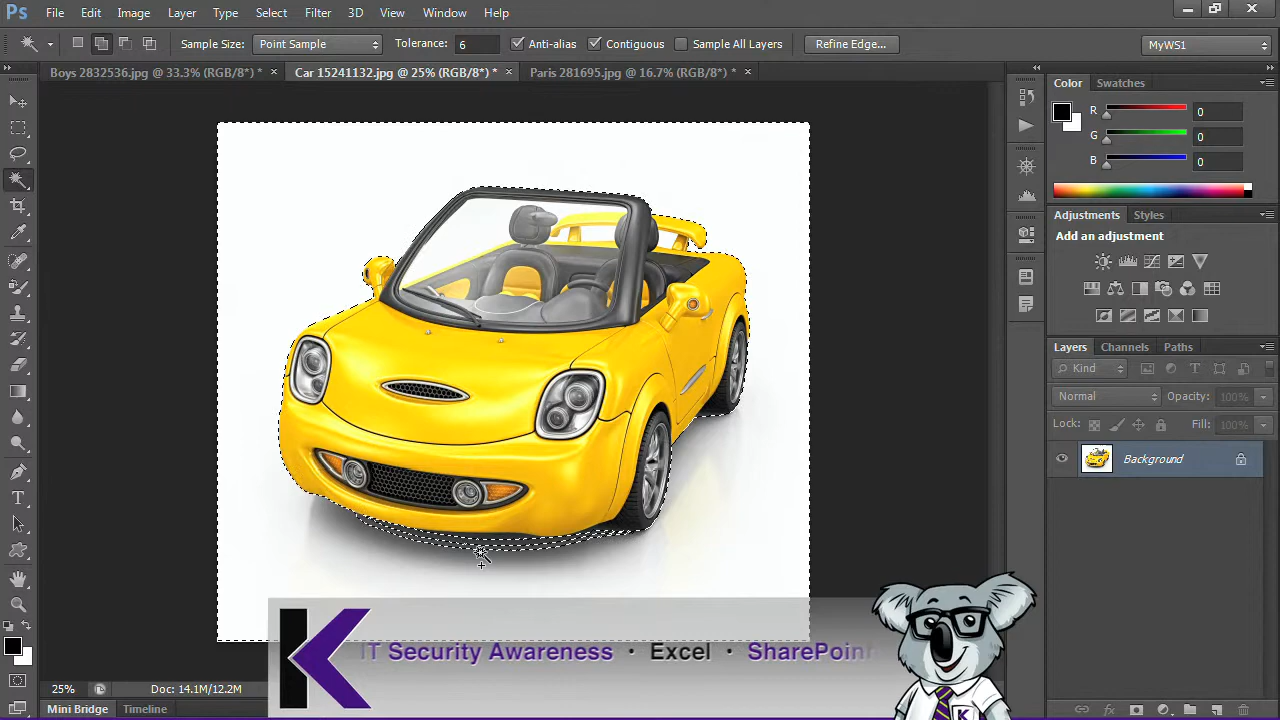 Ps File Edit Image Layer Type Select Filter 3D View Window Help
Sample Size: Point Sample Tolerance: 6 Anti-alias Contiguous Sample All Layers Refine Edge... MyWS1
Boys 2832536.jpg @ 33.3% (RGB/8*) * × Car 15241132.jpg @ 25% (RGB/8*) * × Paris 281695.jpg @ 16.7% (RGB/8*) * ×
Color Swatches
R 0
G 0
B 0
Adjustments Styles
Add an adjustment
Layers Channels Paths
Kind
Normal Opacity: 100%
Lock: Fill: 100%
Background
IT Security Awareness · Excel · SharePoin
K
25% Doc: 14.1M/12.2M
Mini Bridge Timeline